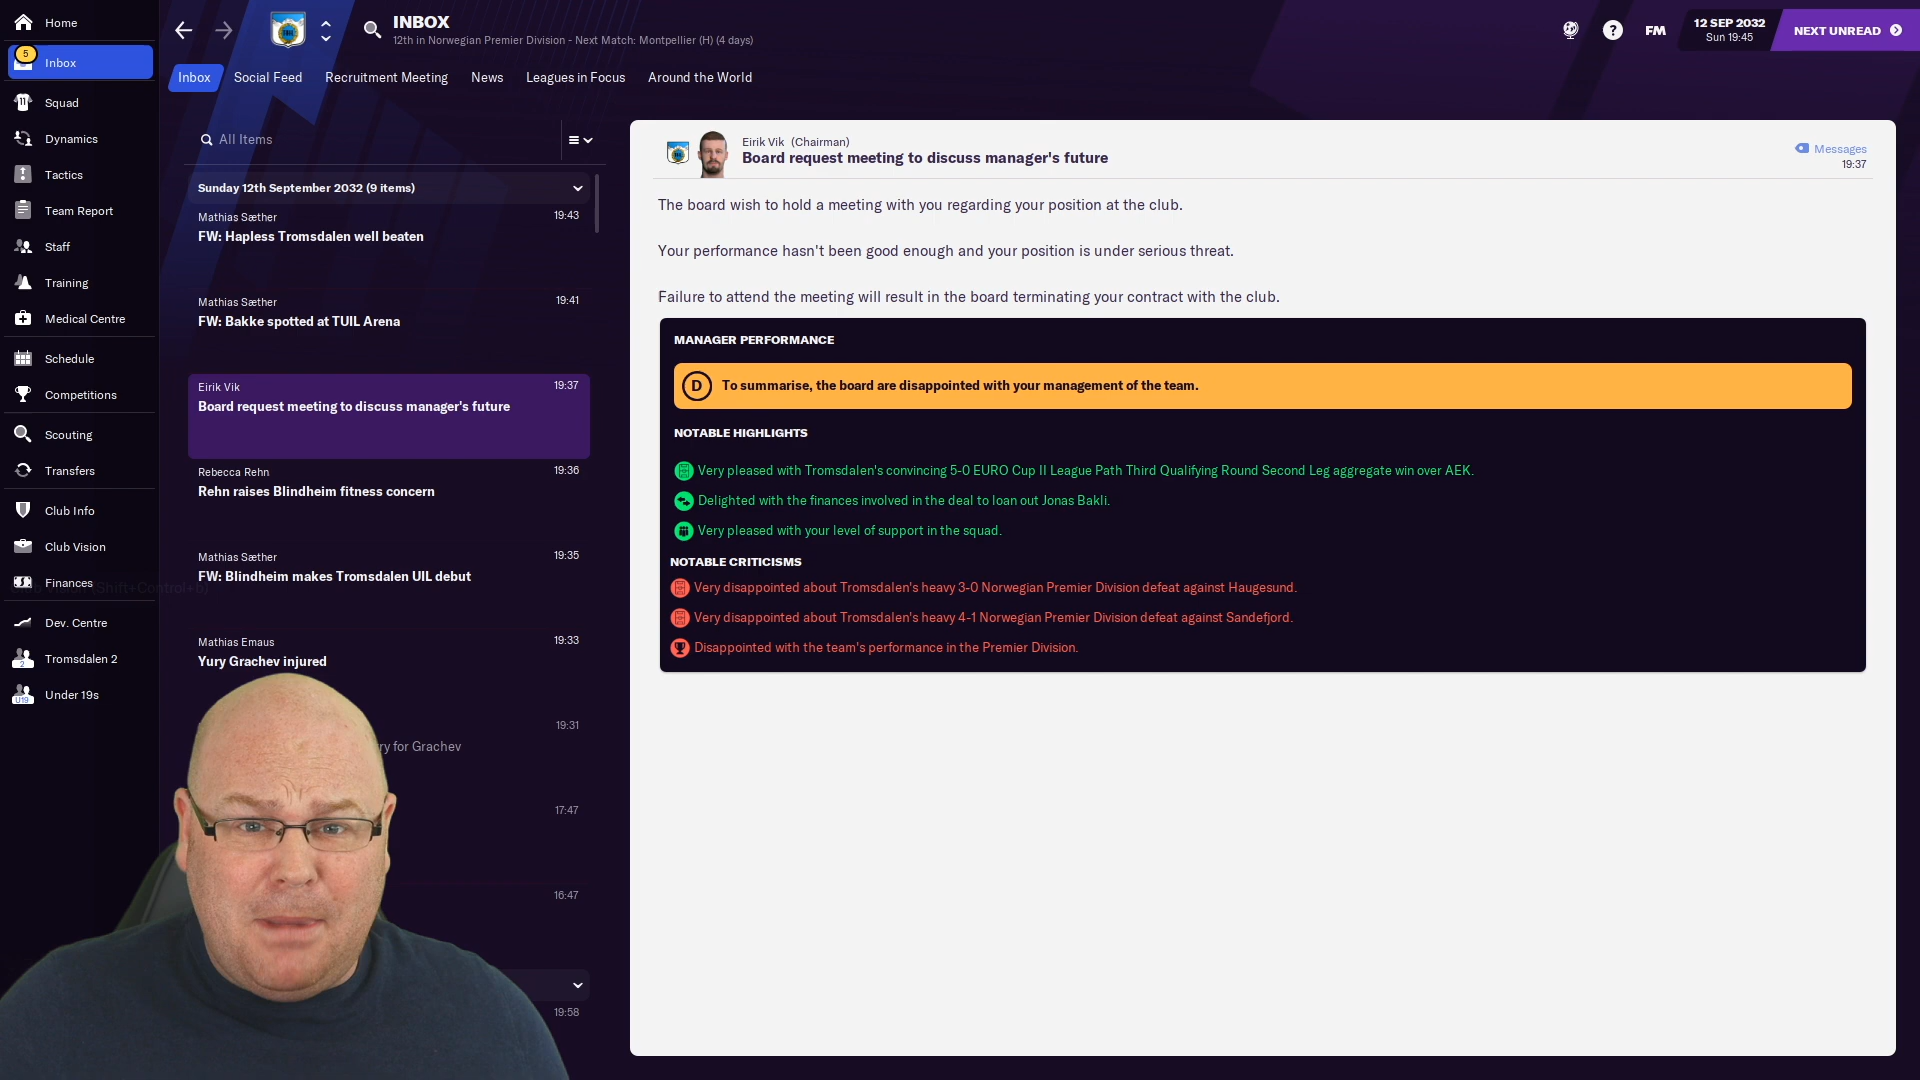 Home
5
Inbox
Squad
Dynamics
Tactics
Team Report
Staff
Training
Medical Centre
Schedule
Competitions
Scouting
Transfers
Club Info
Club Vision
Finances
Dev. Centre
2
Tromsdalen 2
U19
Under 19s
INBOX
12th in Norwegian Premier Division - Next Match: Montpellier (H) (4 days)
FM
12 SEP 2032
Sun 19:45
NEXT UNREAD
Inbox
Social Feed
Recruitment Meeting
News
Leagues in Focus
Around the World
All Items
Sunday 12th September 2032 (9 items)
Mathias Sæther
19:43
FW: Hapless Tromsdalen well beaten
Mathias Sæther
19:41
FW: Bakke spotted at TUIL Arena
Eirik Vik
19:37
Board request meeting to discuss manager's future
Rebecca Rehn
19:36
Rehn raises Blindheim fitness concern
Mathias Sæther
19:35
FW: Blindheim makes Tromsdalen UIL debut
Mathias Emaus
19:33
Yury Grachev injured
19:31
ry for Grachev
17:47
16:47
19:58
Eirik Vik (Chairman)
Board request meeting to discuss manager's future
Messages
19:37
The board wish to hold a meeting with you regarding your position at the club.
Your performance hasn't been good enough and your position is under serious threat.
Failure to attend the meeting will result in the board terminating your contract with the club.
MANAGER PERFORMANCE
D
To summarise, the board are disappointed with your management of the team.
NOTABLE HIGHLIGHTS
Very pleased with Tromsdalen's convincing 5-0 EURO Cup II League Path Third Qualifying Round Second Leg aggregate win over AEK.
Delighted with the finances involved in the deal to loan out Jonas Bakli.
Very pleased with your level of support in the squad.
NOTABLE CRITICISMS
Very disappointed about Tromsdalen's heavy 3-0 Norwegian Premier Division defeat against Haugesund.
Very disappointed about Tromsdalen's heavy 4-1 Norwegian Premier Division defeat against Sandefjord.
Disappointed with the team's performance in the Premier Division.